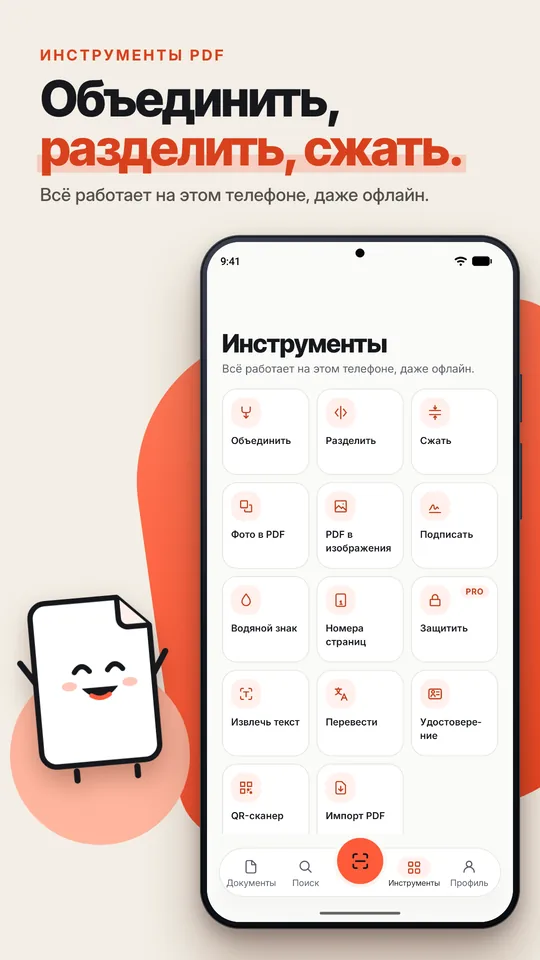 ИНСТРУМЕНТЫ PDF
Объединить,
разделить, сжать.
Всё работает на этом телефоне, даже офлайн.
9:41
Инструменты
Всё работает на этом телефоне, даже офлайн.
Объединить
Разделить
Сжать
Фото в PDF
PDF в
изображения
Подписать
Водяной знак
Номера
страниц
PRO
Защитить
Извлечь текст
Перевести
Удостовере-
ние
QR-сканер
Импорт PDF
Документы
Поиск
Инструменты
Профиль